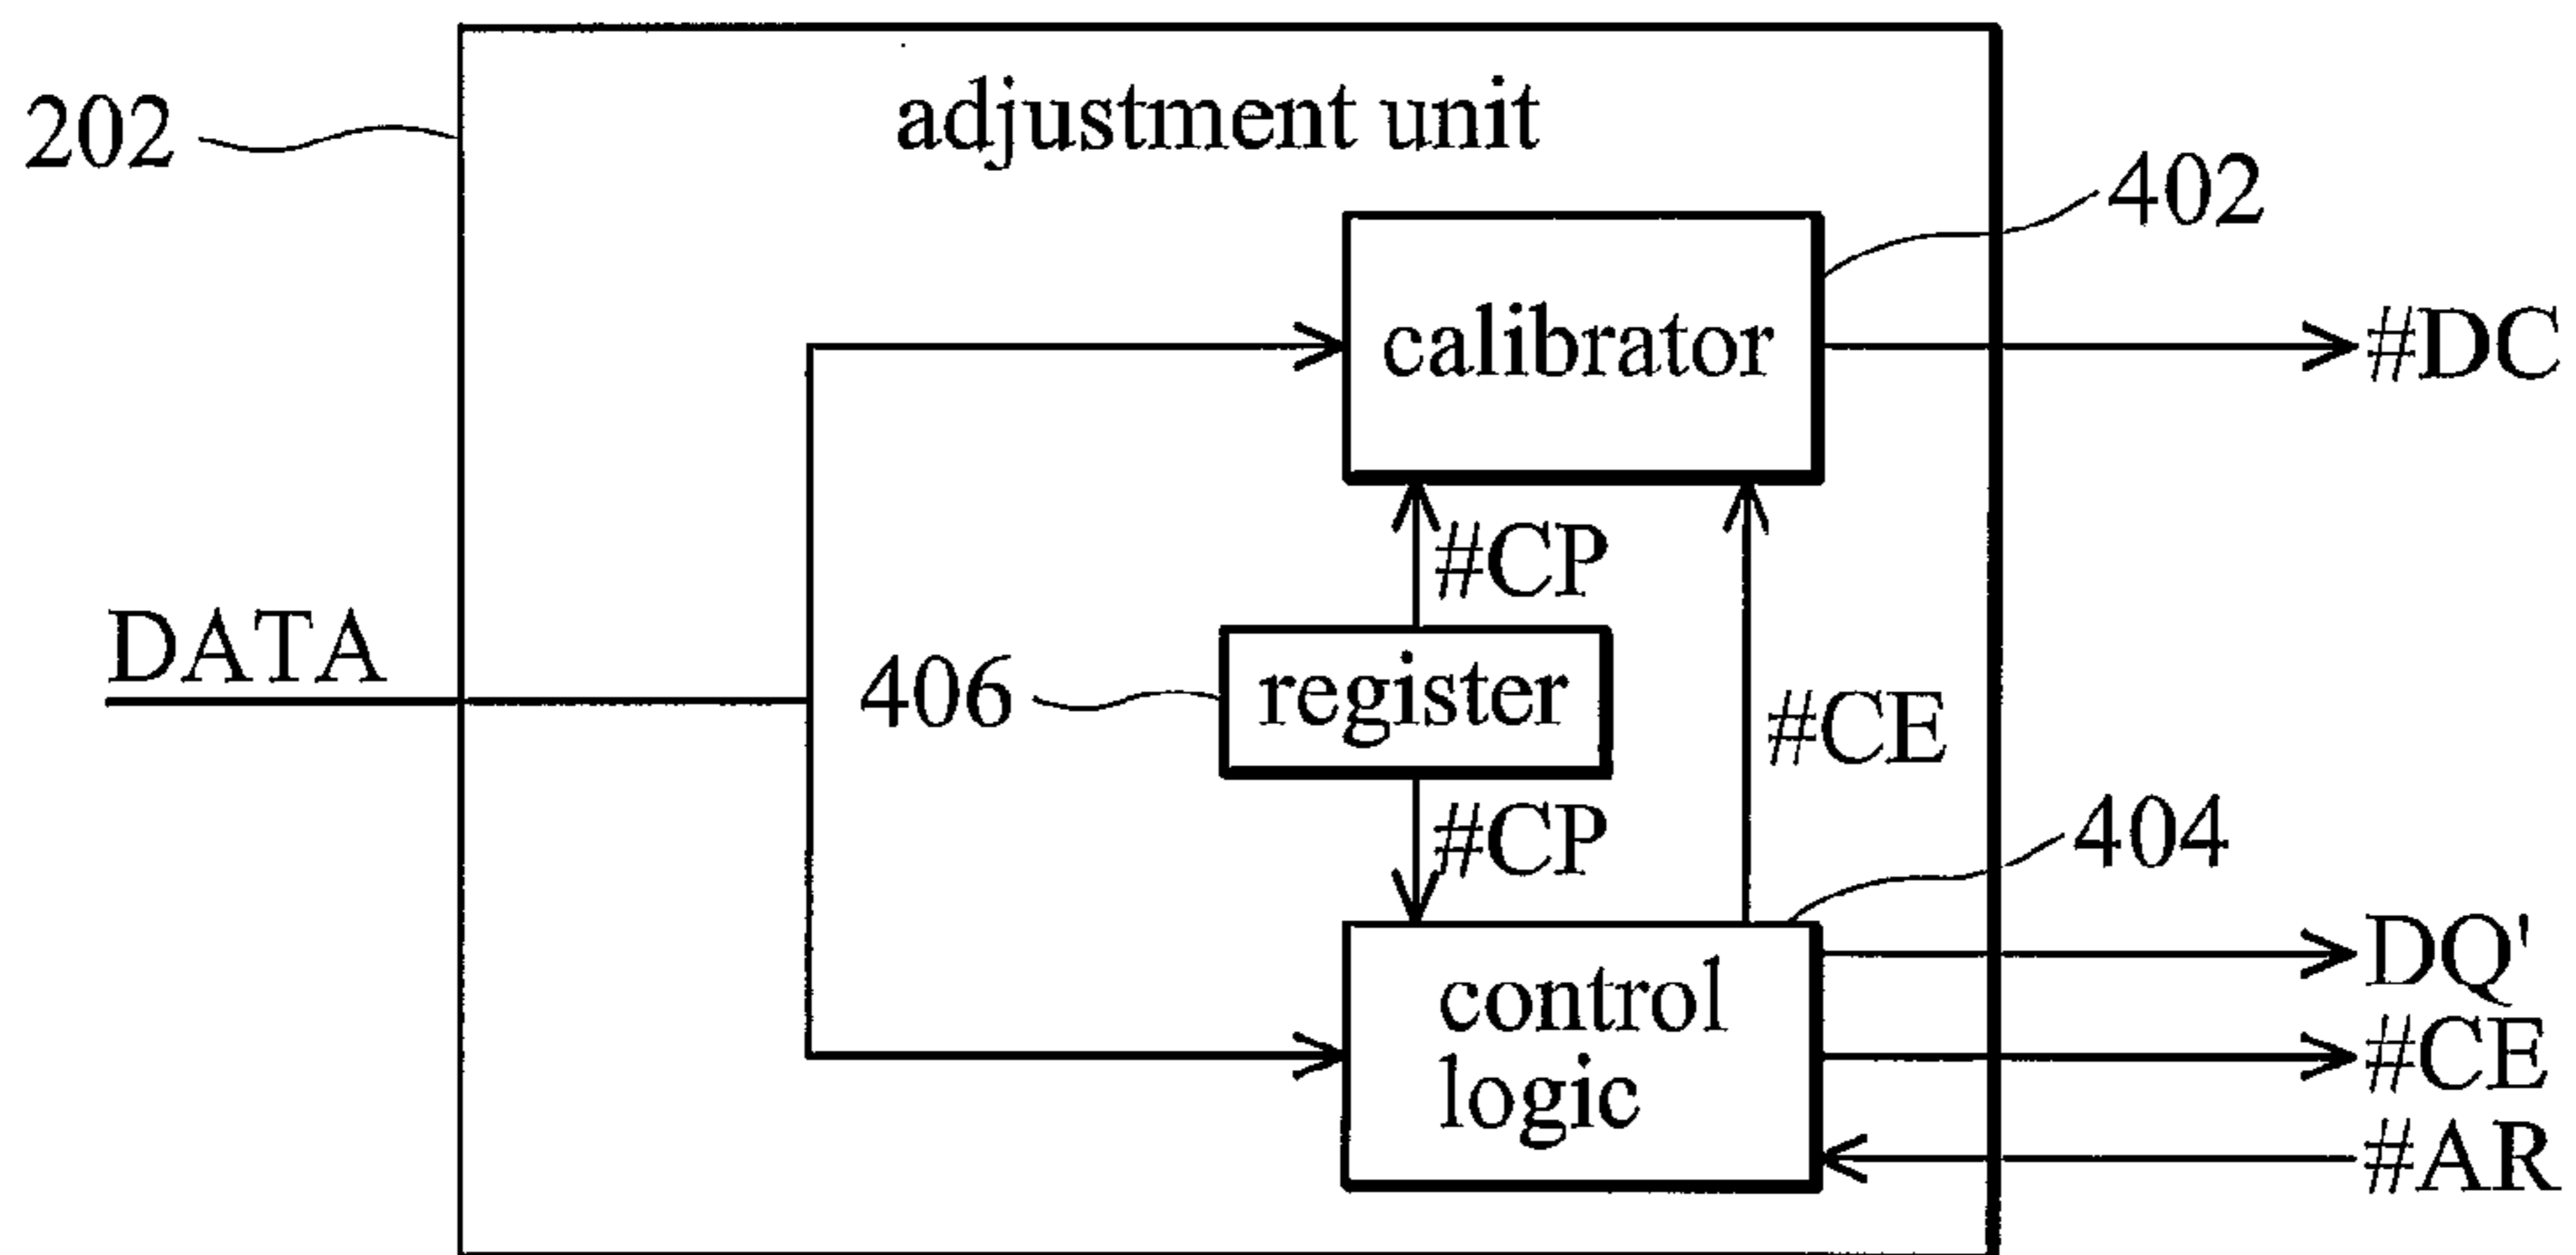 adjustment unit
202
402
calibrator
#DC
#CP
DATA
406
register
#CE
#CP
404
control
logic
DQ'
#CE
#AR